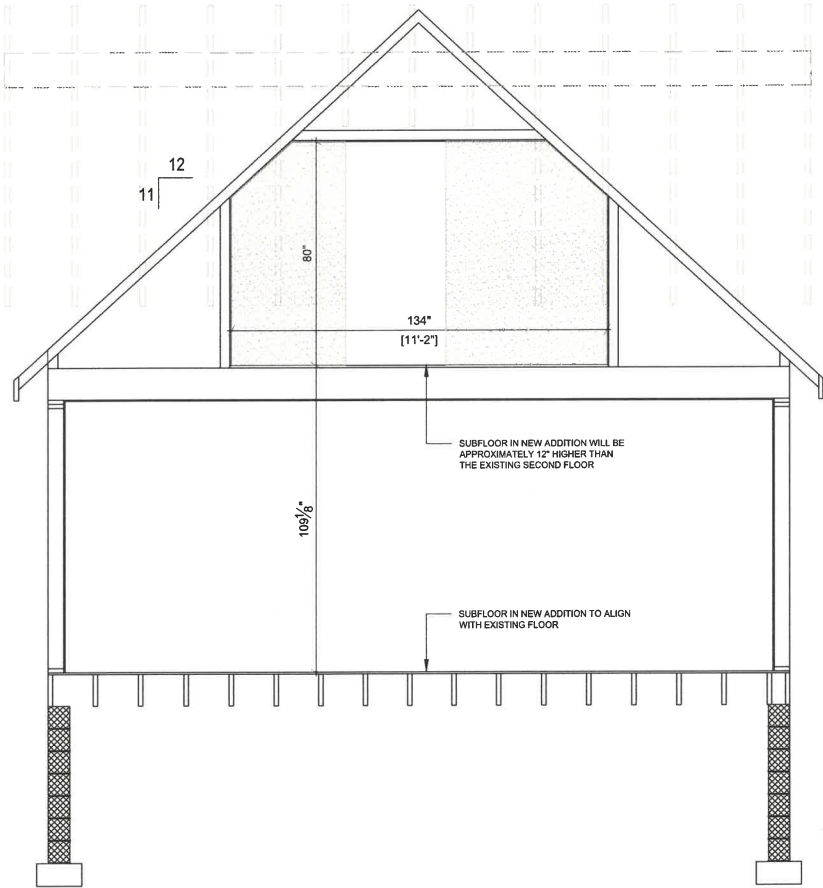 12
11
80"
134"
[11'-2"]
SUBFLOOR IN NEW ADDITION WILL BE
APPROXIMATELY 12" HIGHER THAN
THE EXISTING SECOND FLOOR
109⅛"
SUBFLOOR IN NEW ADDITION TO ALIGN
WITH EXISTING FLOOR